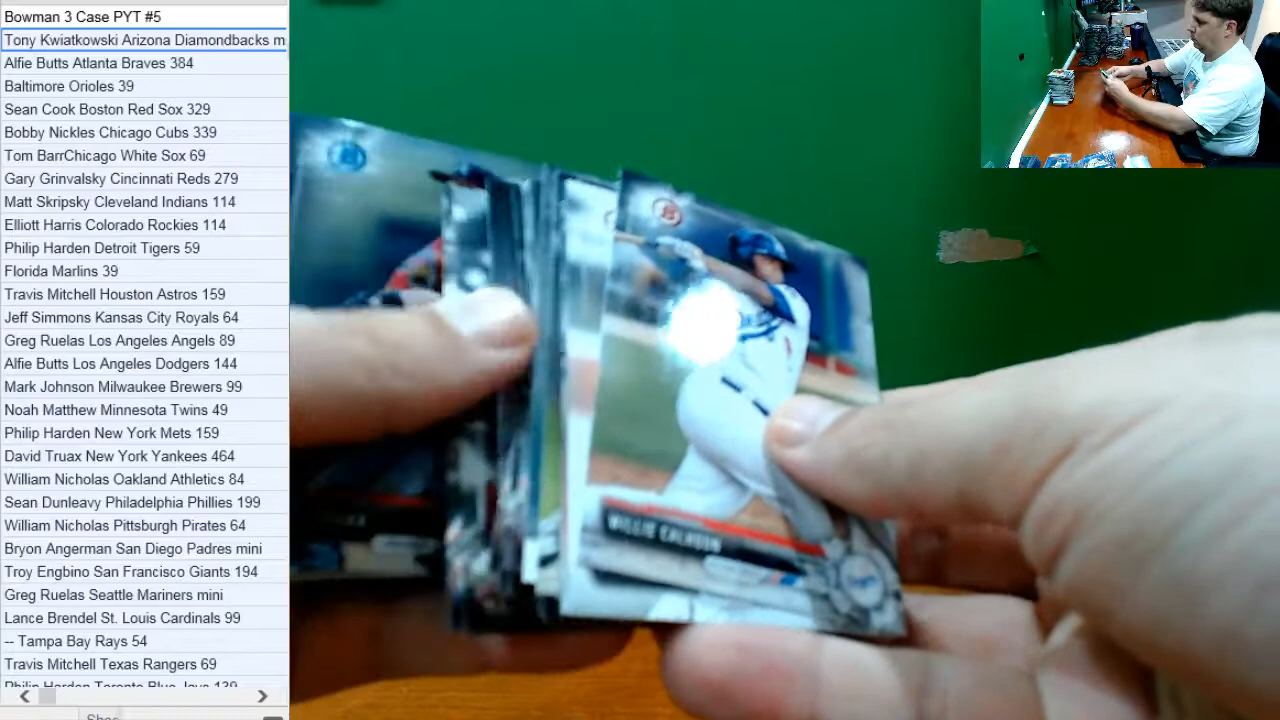 Bowman 3 Case PYT #5
Tony Kwiatkowski Arizona Diamondbacks m
Alfie Butts Atlanta Braves 384
Baltimore Orioles 39
Sean Cook Boston Red Sox 329
Bobby Nickles Chicago Cubs 339
Tom BarrChicago White Sox 69
Gary Grinvalsky Cincinnati Reds 279
Matt Skripsky Cleveland Indians 114
Elliott Harris Colorado Rockies 114
Philip Harden Detroit Tigers 59
Florida Marlins 39
Travis Mitchell Houston Astros 159
Jeff Simmons Kansas City Royals 64
Greg Ruelas Los Angeles Angels 89
Alfie Butts Los Angeles Dodgers 144
Mark Johnson Milwaukee Brewers 99
Noah Matthew Minnesota Twins 49
Philip Harden New York Mets 159
David Truax New York Yankees 464
William Nicholas Oakland Athletics 84
Sean Dunleavy Philadelphia Phillies 199
William Nicholas Pittsburgh Pirates 64
Bryon Angerman San Diego Padres mini
Troy Engbino San Francisco Giants 194
Greg Ruelas Seattle Mariners mini
Lance Brendel St. Louis Cardinals 99
-- Tampa Bay Rays 54
Travis Mitchell Texas Rangers 69
Philip Harden Toronto Blue Jays 139
WILLIE CALHOUN